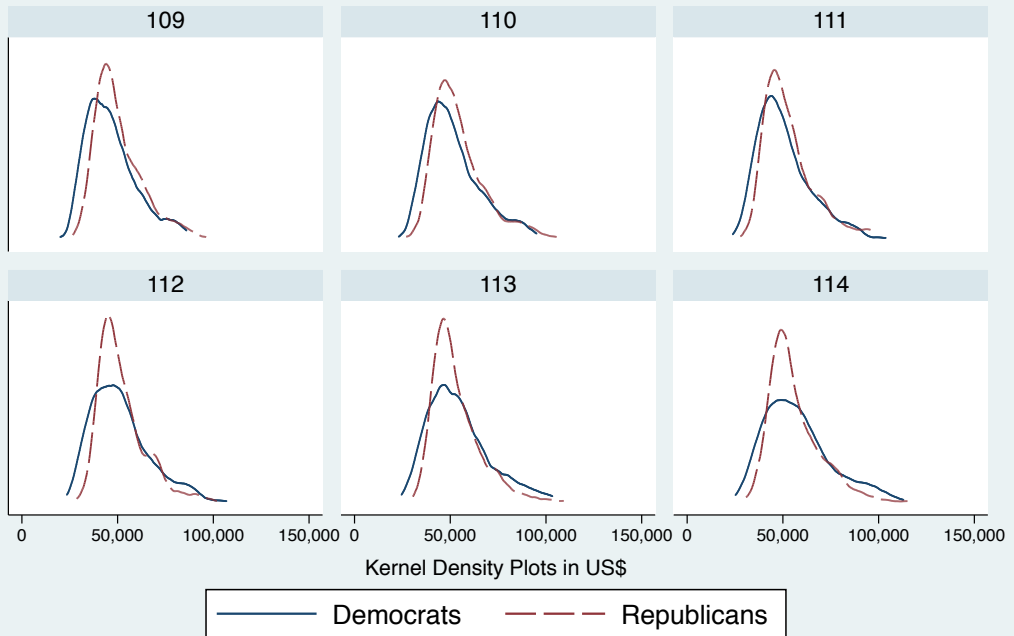 109 110 111
112 113 114
0 50,000 100,000 150,000 0 50,000 100,000 150,000 0 50,000 100,000 150,000
Kernel Density Plots in US$
Democrats Republicans